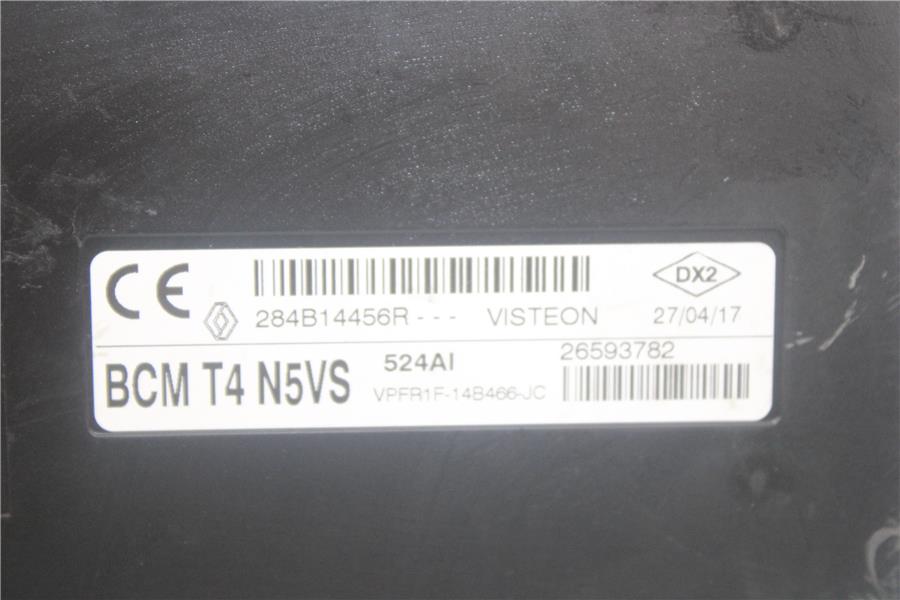 CE
DX2
284B14456R--- VISTEON 27/04/17
BCM T4 N5VS 524AI 26593782
VPFR1F-14B466-JC